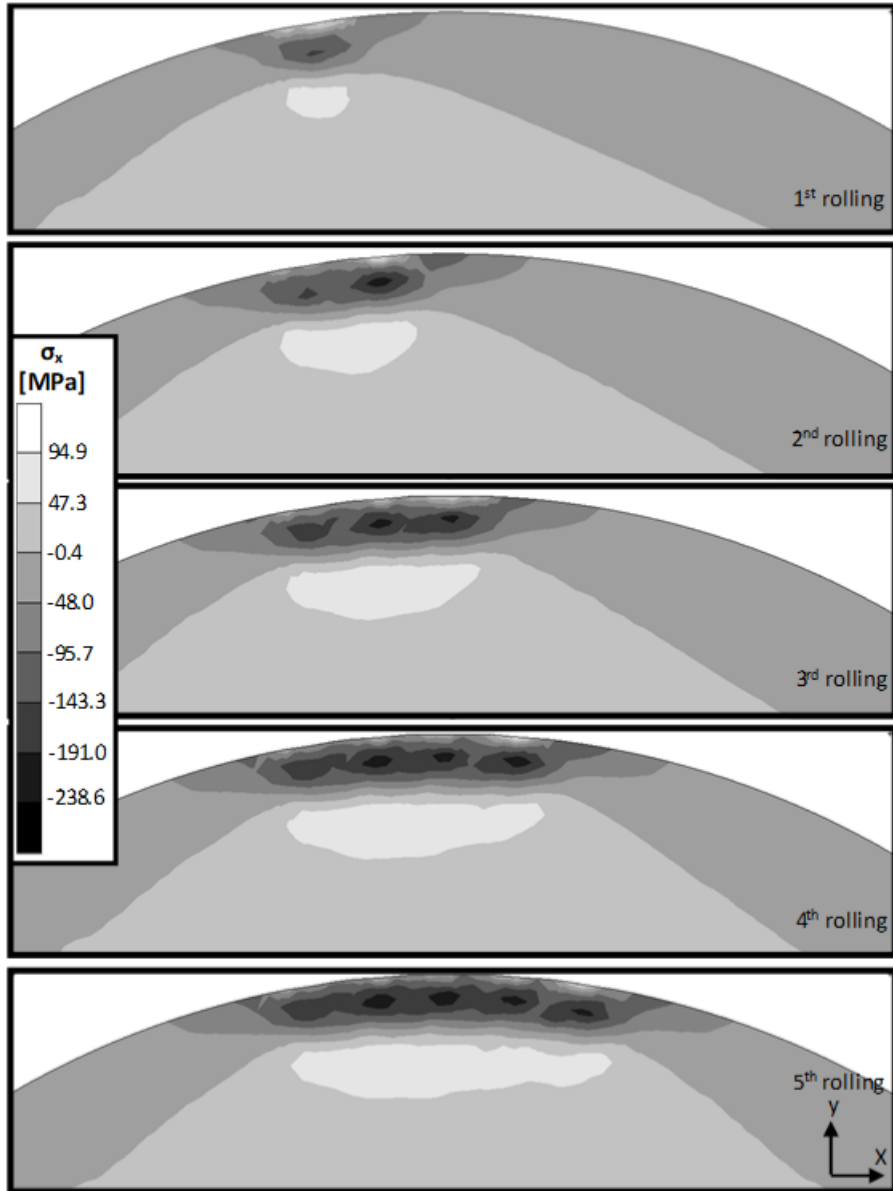 1st rolling
2nd rolling
σx
[MPa]
94.9
47.3
-0.4
-48.0
-95.7
-143.3
-191.0
-238.6
3rd rolling
4th rolling
5th rolling
y
X